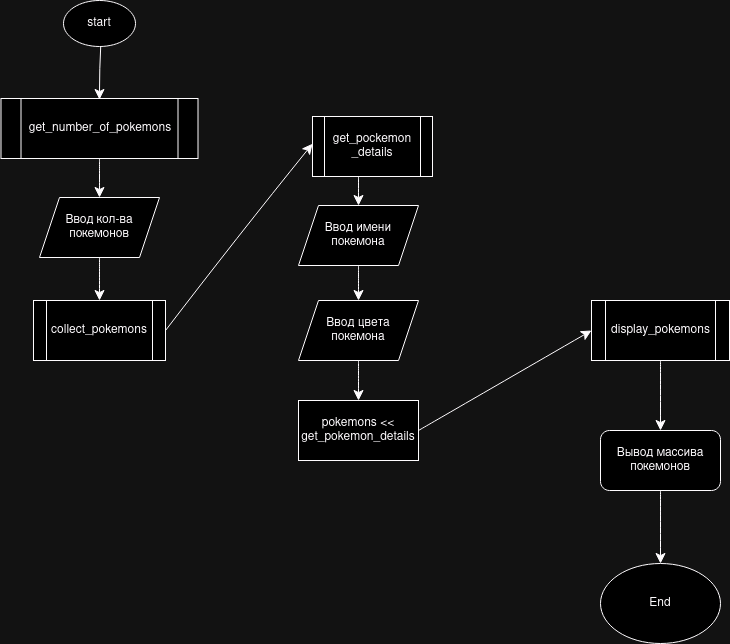 start
get_number_of_pokemons
Ввод кол-ва
покемонов
collect_pokemons
get_pockemon
_details
Ввод имени
покемона
Ввод цвета
покемона
pokemons <<
get_pokemon_details
display_pokemons
Вывод массива
покемонов
End